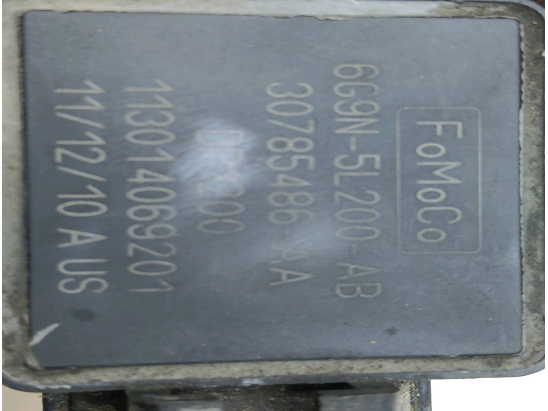 FoMoCo
6G9N-5L200-AB
30785486 AA
113014069201
11/12/10 A US